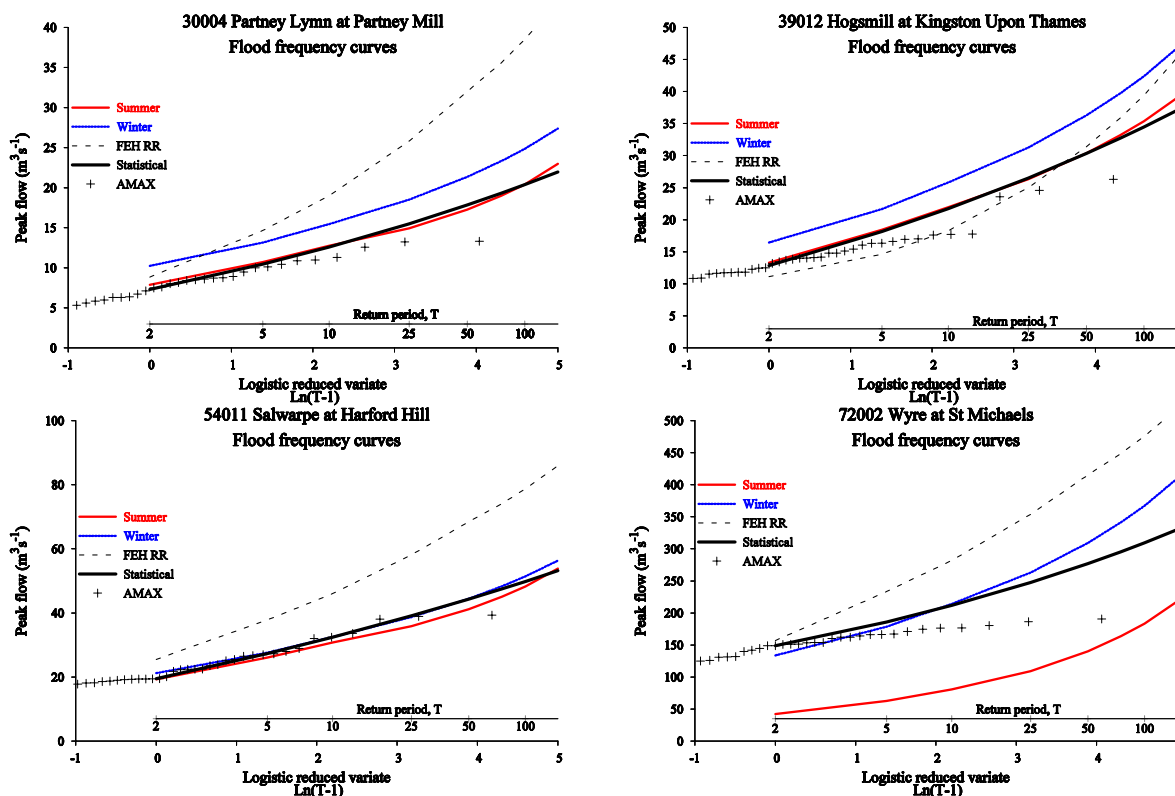 30004 Partney Lymn at Partney Mill
Flood frequency curves
40
35
30
25
20
15
10
5
0
Peak flow (m³s⁻¹)
Summer
Winter
FEH RR
Statistical
AMAX
Return period, T
2 5 10 25 50 100
-1 0 1 2 3 4 5
Logistic reduced variate
Ln(T-1)
39012 Hogsmill at Kingston Upon Thames
Flood frequency curves
50
45
40
35
30
25
20
15
10
5
0
Peak flow (m³s⁻¹)
Summer
Winter
FEH RR
Statistical
AMAX
Return period, T
2 5 10 25 50 100
-1 0 1 2 3 4
Logistic reduced variate
Ln(T-1)
54011 Salwarpe at Harford Hill
Flood frequency curves
100
80
60
40
20
0
Peak flow (m³s⁻¹)
Summer
Winter
FEH RR
Statistical
AMAX
Return period, T
2 5 10 25 50 100
-1 0 1 2 3 4 5
Logistic reduced variate
Ln(T-1)
72002 Wyre at St Michaels
Flood frequency curves
500
450
400
350
300
250
200
150
100
50
0
Peak flow (m³s⁻¹)
Summer
Winter
FEH RR
Statistical
AMAX
Return period, T
2 5 10 25 50 100
-1 0 1 2 3 4
Logistic reduced variate
Ln(T-1)